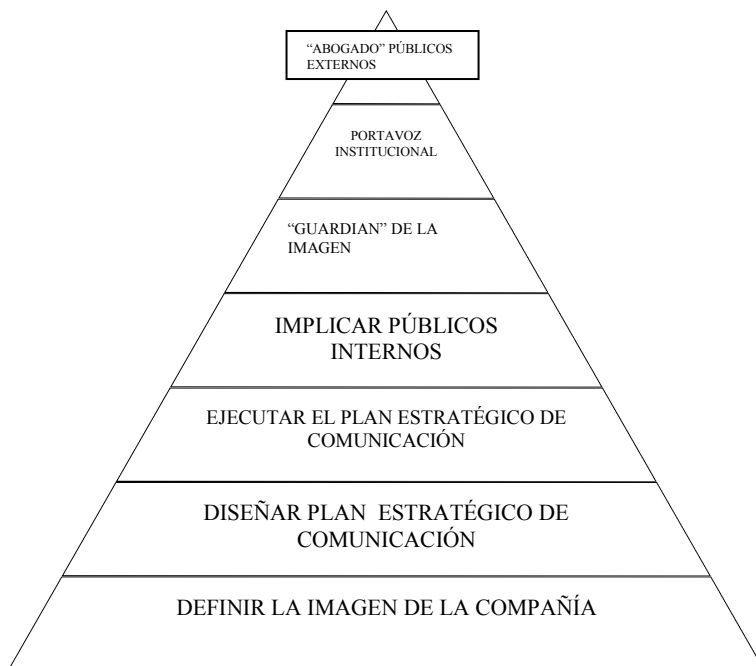 “ABOGADO” PÚBLICOS
EXTERNOS
PORTAVOZ
INSTITUCIONAL
“GUARDIAN” DE LA
IMAGEN
IMPLICAR PÚBLICOS
INTERNOS
EJECUTAR EL PLAN ESTRATÉGICO DE
COMUNICACIÓN
DISEÑAR PLAN ESTRATÉGICO DE
COMUNICACIÓN
DEFINIR LA IMAGEN DE LA COMPAÑÍA